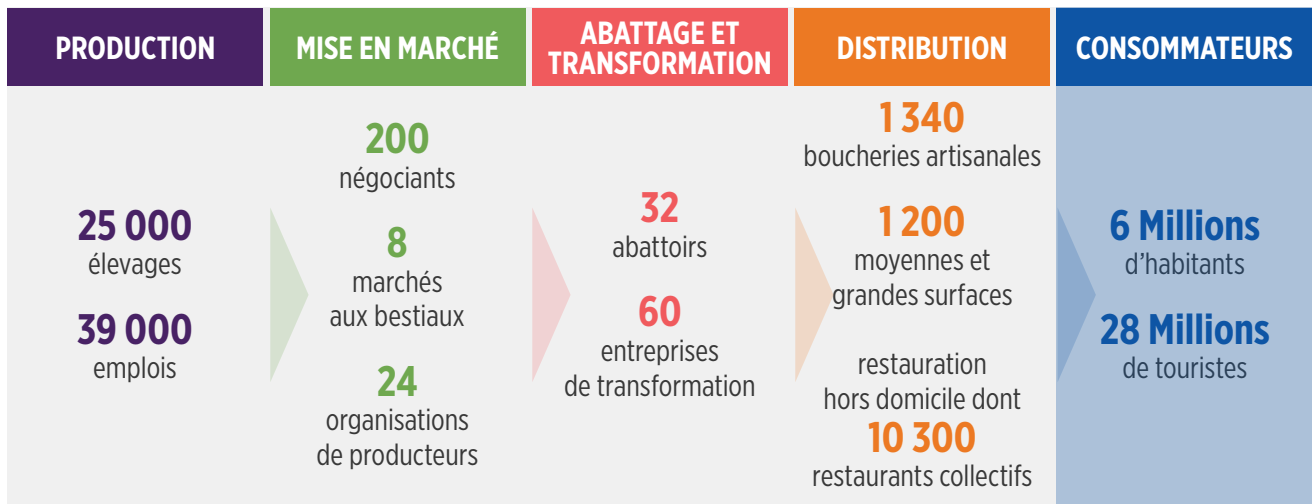 PRODUCTION
25 000
élevages
39 000
emplois
MISE EN MARCHÉ
200
négociants
8
marchés
aux bestiaux
24
organisations
de producteurs
ABATTAGE ET
TRANSFORMATION
32
abattoirs
60
entreprises
de transformation
DISTRIBUTION
1 340
boucheries artisanales
1 200
moyennes et
grandes surfaces
restauration
hors domicile dont
10 300
restaurants collectifs
CONSOMMATEURS
6 Millions
d’habitants
28 Millions
de touristes